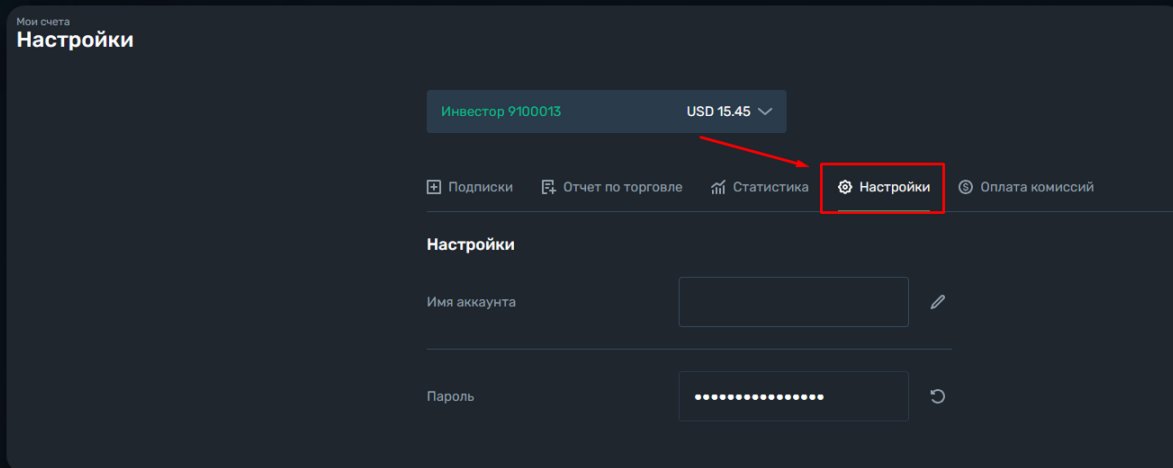 Мои счета
Настройки
Инвестор 9100013 USD 15.45
Подписки Отчет по торговле Статистика Настройки Оплата комиссий
Настройки
Имя аккаунта
Пароль ••••••••••••••••